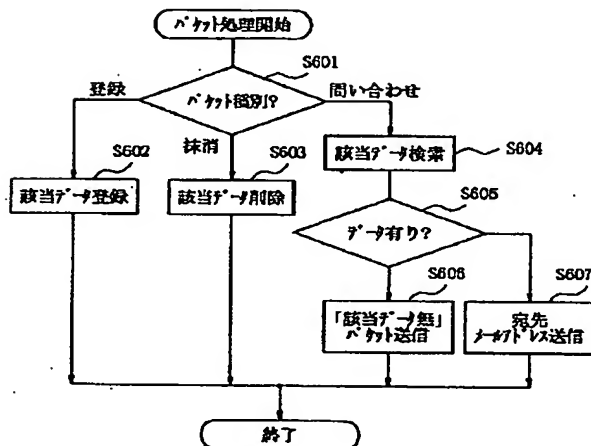 パケット処理開始
S601
登録
パケット種別?
問い合わせ
抹消
S602
S603
S604
該当データ登録
該当データ削除
該当データ検索
S605
データ有り?
S606
S607
「該当データ無」
パケット送信
宛先
メールアドレス送信
終了